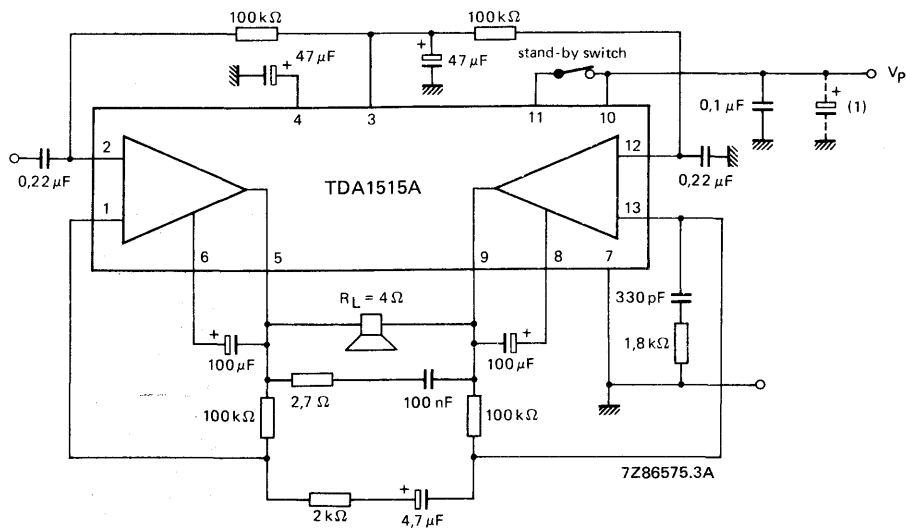 100 kΩ
100 kΩ
+
47 μF
+
47 μF
stand-by switch
Vp
4
3
11
10
0,1 μF
+
(1)
2
12
0,22 μF
TDA1515A
0,22 μF
1
13
6
5
9
8
7
RL = 4 Ω
330 pF
+
100 μF
+
100 μF
1,8 kΩ
2,7 Ω
100 nF
100 kΩ
100 kΩ
7Z86575.3A
2 kΩ
+
4,7 μF